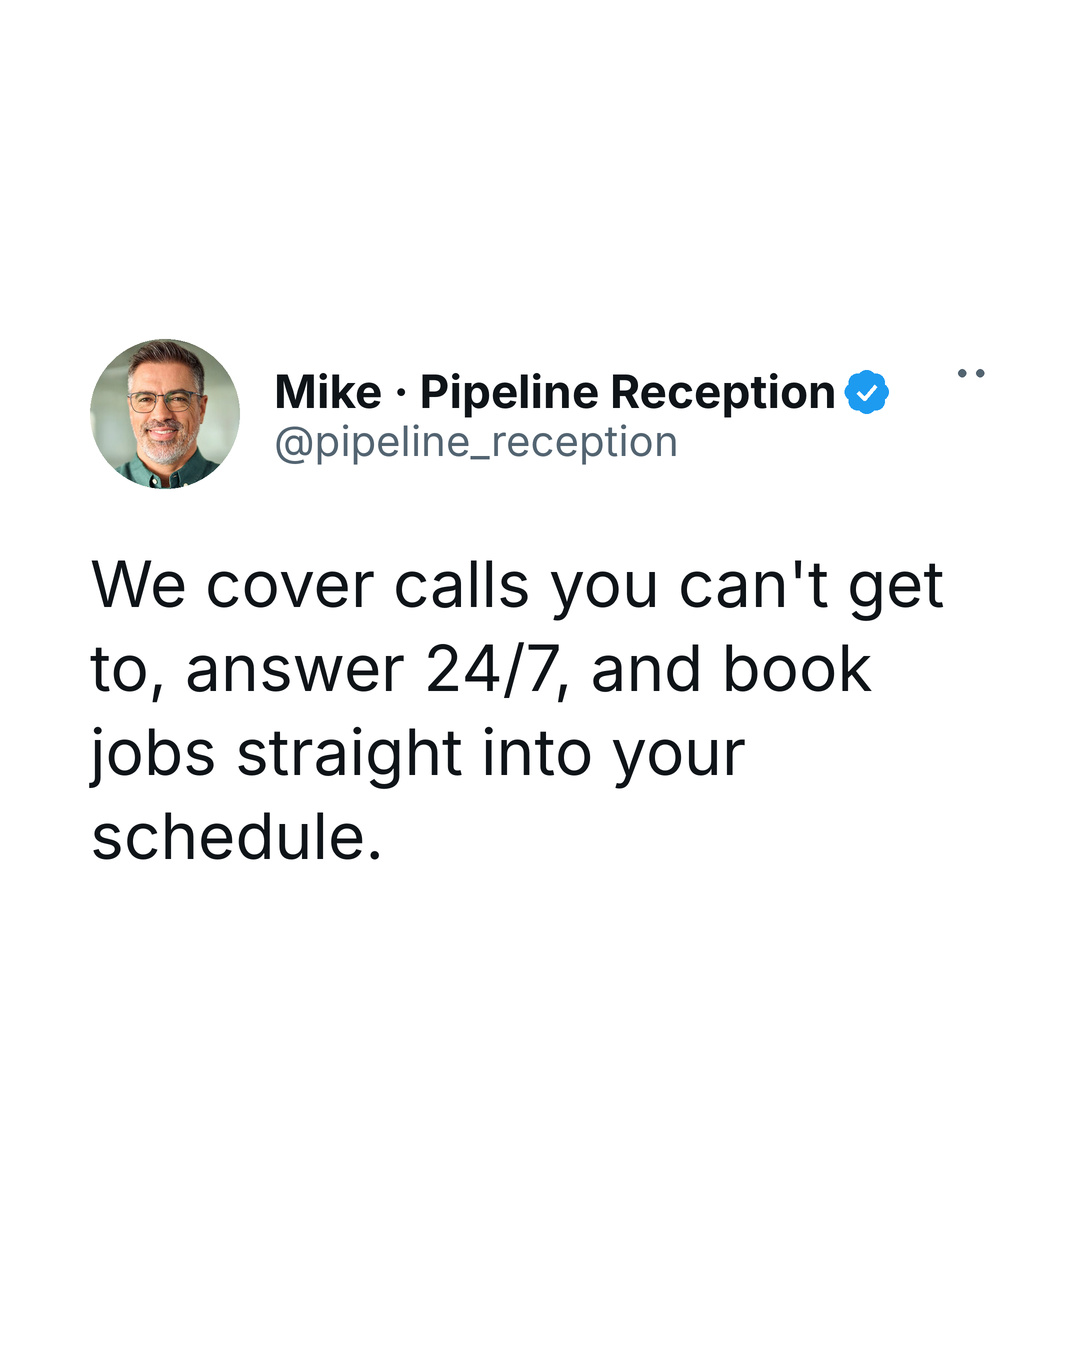 Mike · Pipeline Reception
@pipeline_reception
We cover calls you can't get
to, answer 24/7, and book
jobs straight into your
schedule.